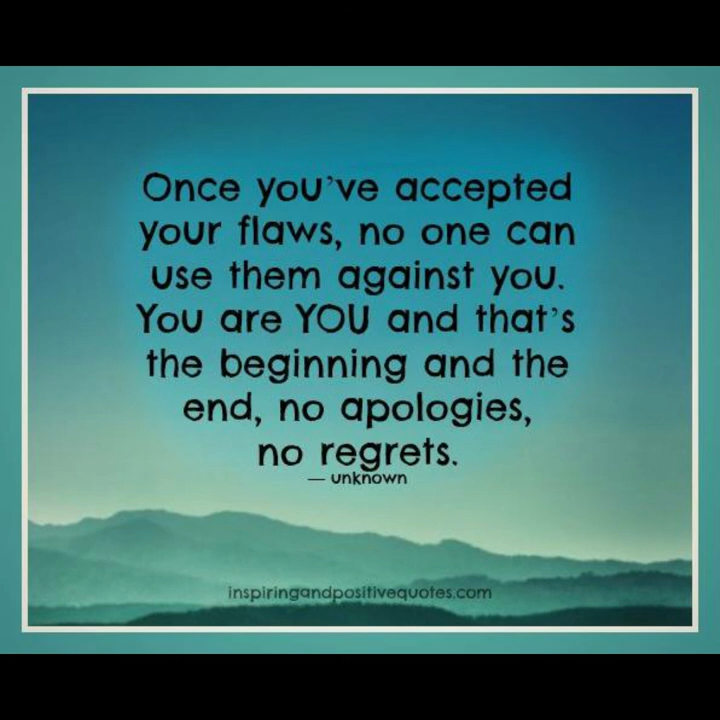 Once you've accepted
your flaws, no one can
use them against you.
You are YOU and that's
the beginning and the
end, no apologies,
no regrets.
— unknown
inspiringandpositivequotes.com